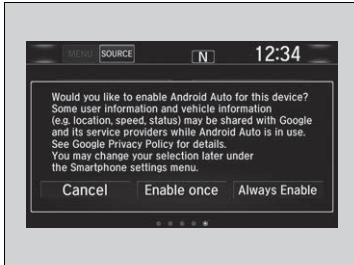 MENU SOURCE N 12:34
Would you like to enable Android Auto for this device?
Some user information and vehicle information
(e.g. location, speed, status) may be shared with Google
and its service providers while Android Auto is in use.
See Google Privacy Policy for details.
You may change your selection later under
the Smartphone settings menu.
Cancel Enable once Always Enable